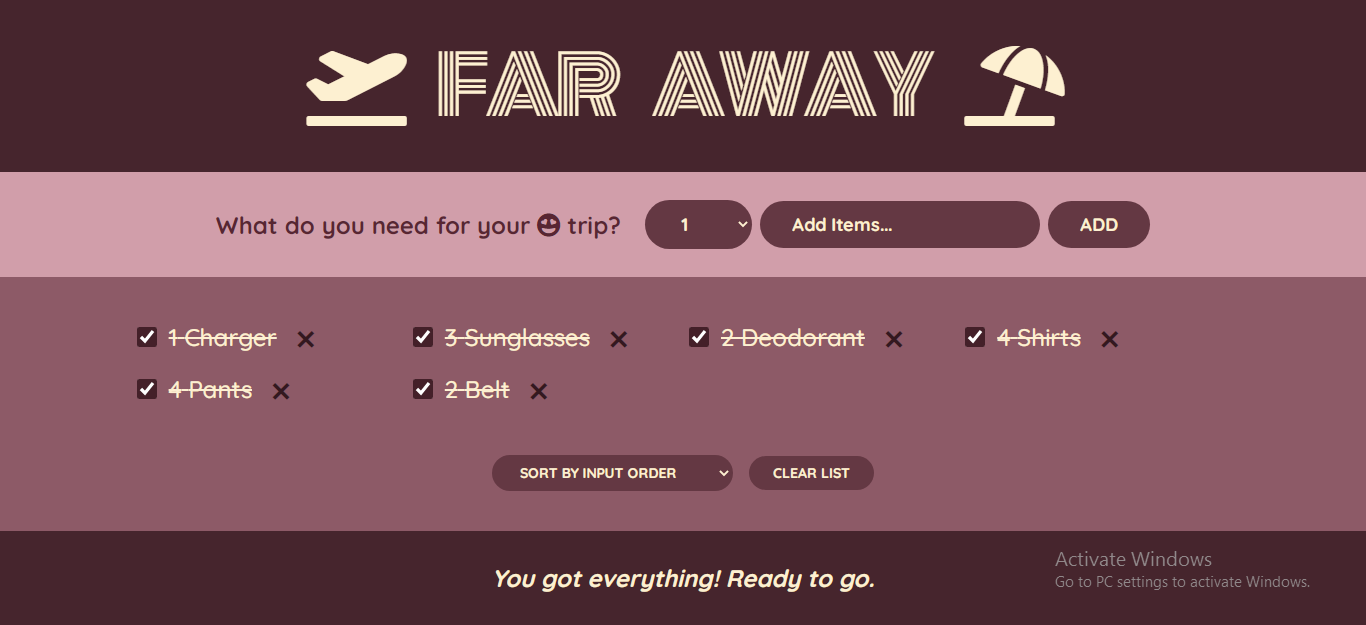 FAR AWAY
What do you need for your 😍 trip? 1 Add Items... ADD
1 Charger 3 Sunglasses 2 Deodorant 4 Shirts
4 Pants 2 Belt
SORT BY INPUT ORDER CLEAR LIST
You got everything! Ready to go.
Activate Windows
Go to PC settings to activate Windows.